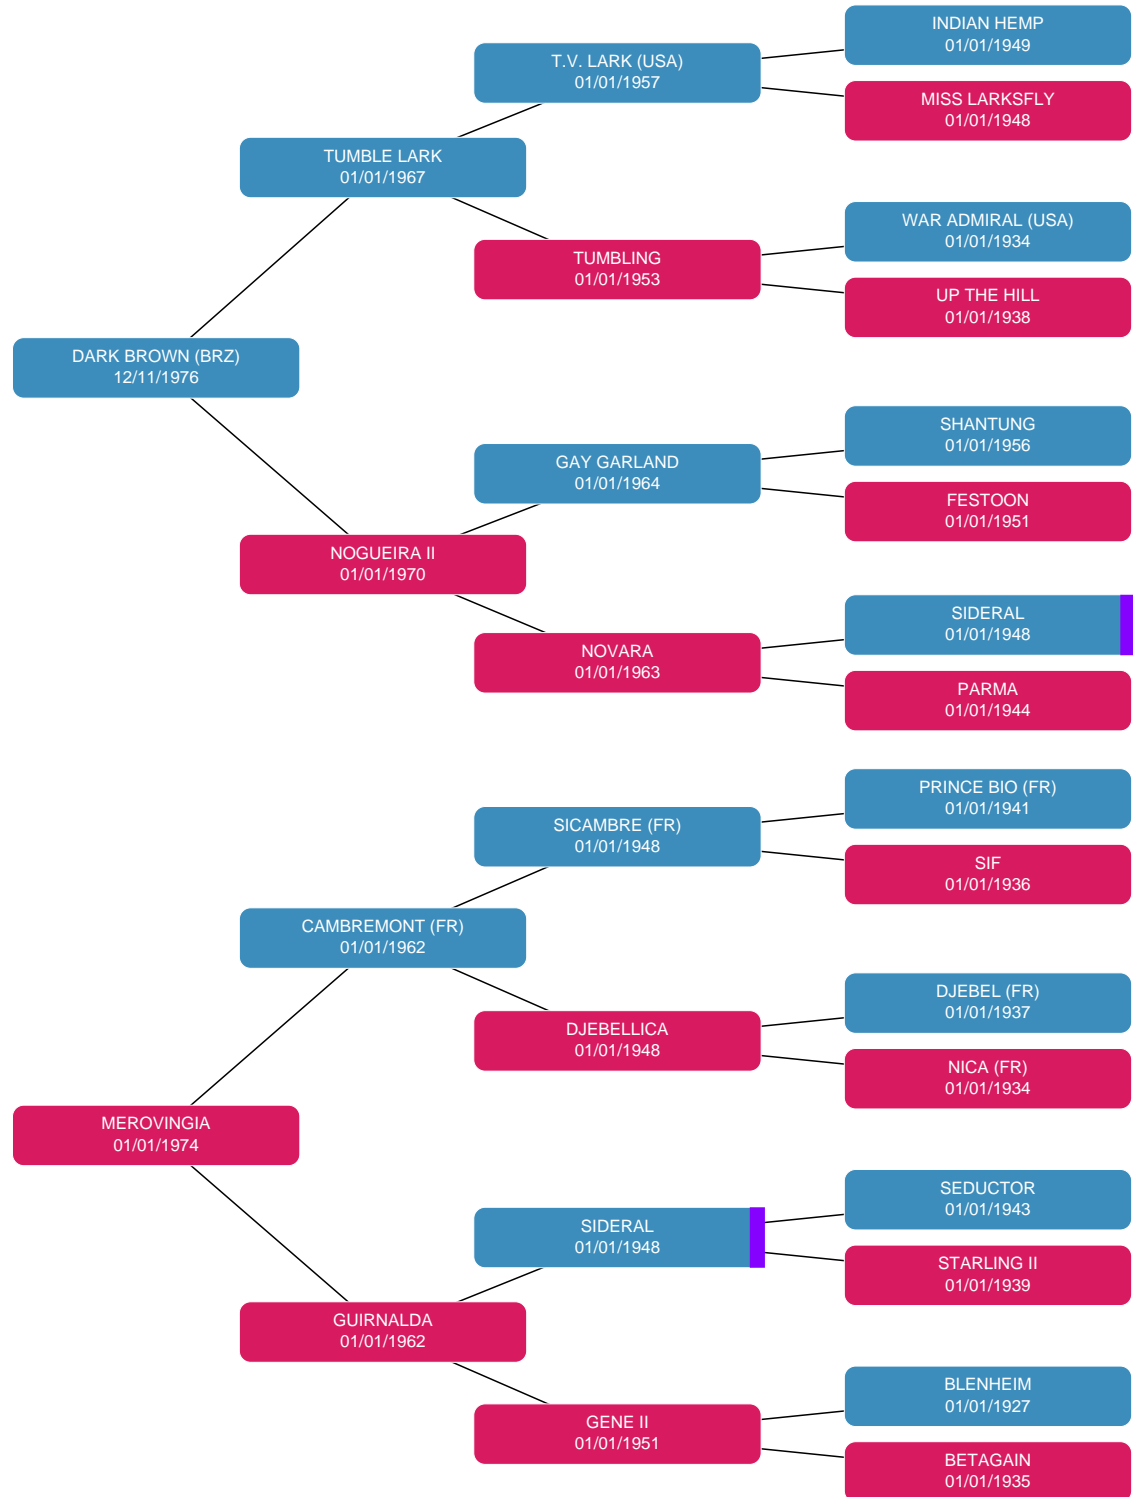 INDIAN HEMP
01/01/1949
T.V. LARK (USA)
01/01/1957
MISS LARKSFLY
01/01/1948
TUMBLE LARK
01/01/1967
WAR ADMIRAL (USA)
01/01/1934
TUMBLING
01/01/1953
UP THE HILL
01/01/1938
DARK BROWN (BRZ)
12/11/1976
SHANTUNG
01/01/1956
GAY GARLAND
01/01/1964
FESTOON
01/01/1951
NOGUEIRA II
01/01/1970
SIDERAL
01/01/1948
NOVARA
01/01/1963
PARMA
01/01/1944
PRINCE BIO (FR)
01/01/1941
SICAMBRE (FR)
01/01/1948
SIF
01/01/1936
CAMBREMONT (FR)
01/01/1962
DJEBEL (FR)
01/01/1937
DJEBELLICA
01/01/1948
NICA (FR)
01/01/1934
MEROVINGIA
01/01/1974
SEDUCTOR
01/01/1943
SIDERAL
01/01/1948
STARLING II
01/01/1939
GUIRNALDA
01/01/1962
BLENHEIM
01/01/1927
GENE II
01/01/1951
BETAGAIN
01/01/1935